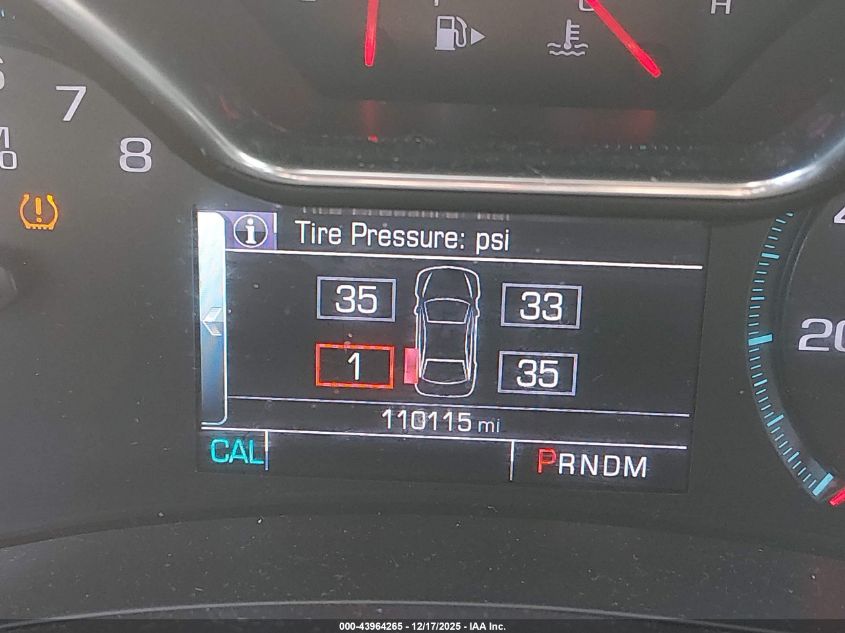 H
6
7
8
Tire Pressure: psi
35
33
1
35
110115 mi
CAL
PRNDM
20
000-43964265 - 12/17/2025 - IAA Inc.